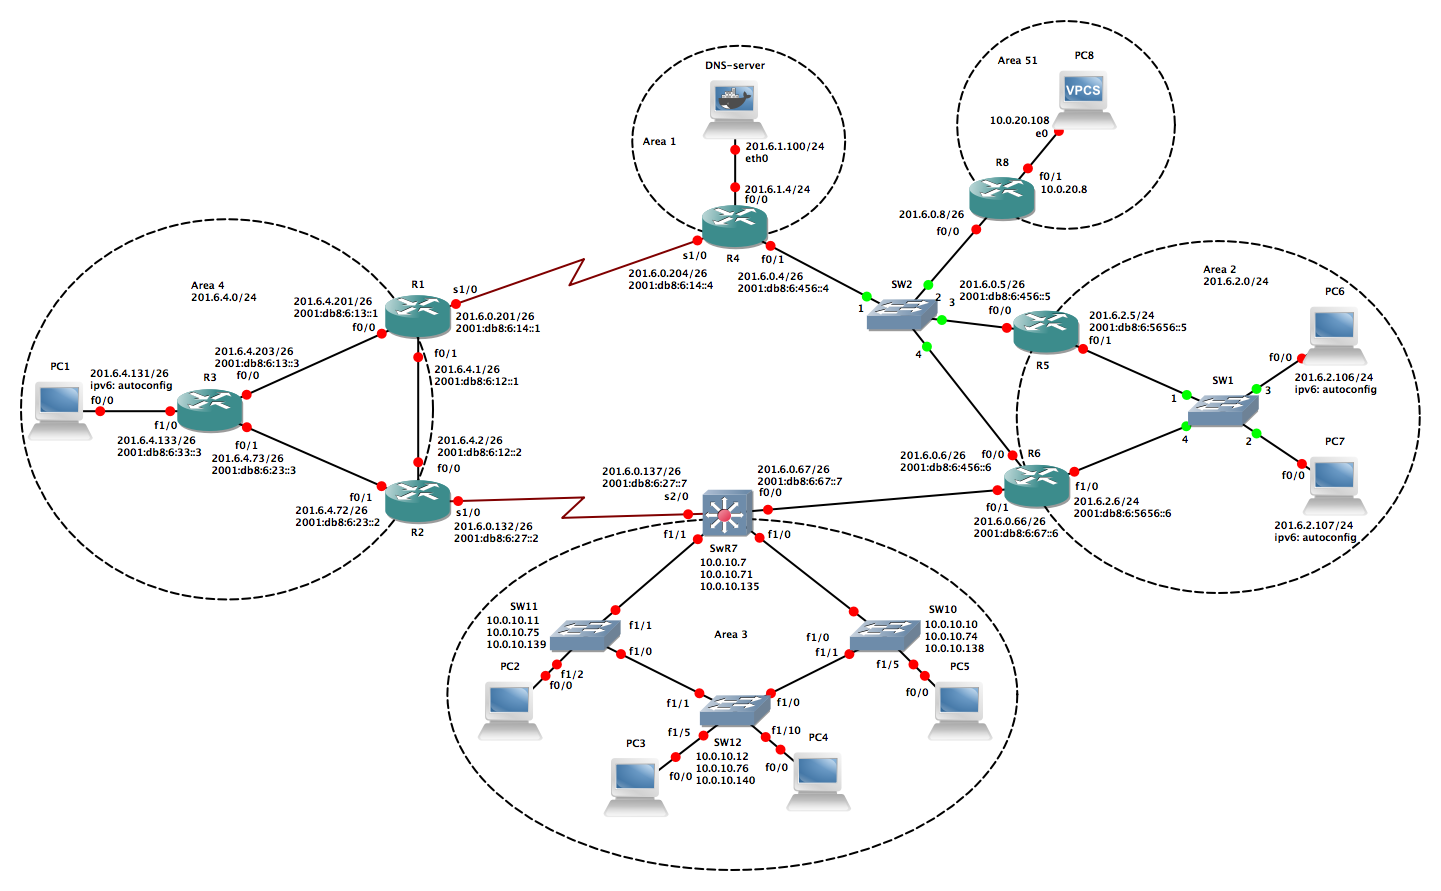 DNS-server
Area 1
201.6.1.100/24
eth0
201.6.1.4/24
f0/0
s1/0
R4
f0/1
201.6.0.204/26
2001:db8:6:14::4
201.6.0.4/26
2001:db8:6:456::4
Area 51
PC8
VPCS
10.0.20.108
e0
R8
f0/1
10.0.20.8
201.6.0.8/26
f0/0
SW2
1
2
3
4
201.6.0.5/26
2001:db8:6:456::5
f0/0
R5
Area 2
201.6.2.0/24
201.6.2.5/24
2001:db8:6:5656::5
f0/1
PC6
f0/0
201.6.2.106/24
ipv6: autoconfig
SW1
1
3
4
2
PC7
f0/0
201.6.2.107/24
ipv6: autoconfig
201.6.0.6/26
2001:db8:6:456::6
f0/0
R6
f1/0
201.6.2.6/24
2001:db8:6:5656::6
f0/1
201.6.0.66/26
2001:db8:6:67::6
Area 4
201.6.4.0/24
R1
s1/0
201.6.0.201/26
2001:db8:6:14::1
201.6.4.201/26
2001:db8:6:13::1
f0/0
f0/1
201.6.4.1/26
2001:db8:6:12::1
PC1
201.6.4.131/26
ipv6: autoconfig
f0/0
201.6.4.203/26
2001:db8:6:13::3
f0/0
R3
f1/0
201.6.4.133/26
2001:db8:6:33::3
f0/1
201.6.4.73/26
2001:db8:6:23::3
201.6.4.2/26
2001:db8:6:12::2
f0/0
f0/1
201.6.4.72/26
2001:db8:6:23::2
R2
s1/0
201.6.0.132/26
2001:db8:6:27::2
201.6.0.137/26
2001:db8:6:27::7
s2/0
201.6.0.67/26
2001:db8:6:67::7
f0/0
f1/1
f1/0
SwR7
10.0.10.7
10.0.10.71
10.0.10.135
Area 3
SW11
10.0.10.11
10.0.10.75
10.0.10.139
f1/1
f1/0
f1/2
f0/0
PC2
SW10
10.0.10.10
10.0.10.74
10.0.10.138
f1/0
f1/1
f1/5
f0/0
PC5
f1/1
f1/0
f1/5
f1/10
SW12
10.0.10.12
10.0.10.76
10.0.10.140
PC3
f0/0
PC4
f0/0